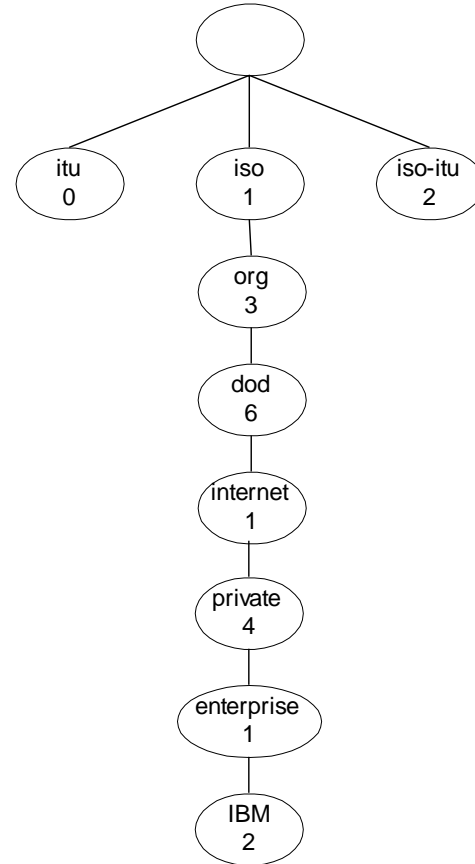 itu
0
iso
1
iso-itu
2
org
3
dod
6
internet
1
private
4
enterprise
1
IBM
2